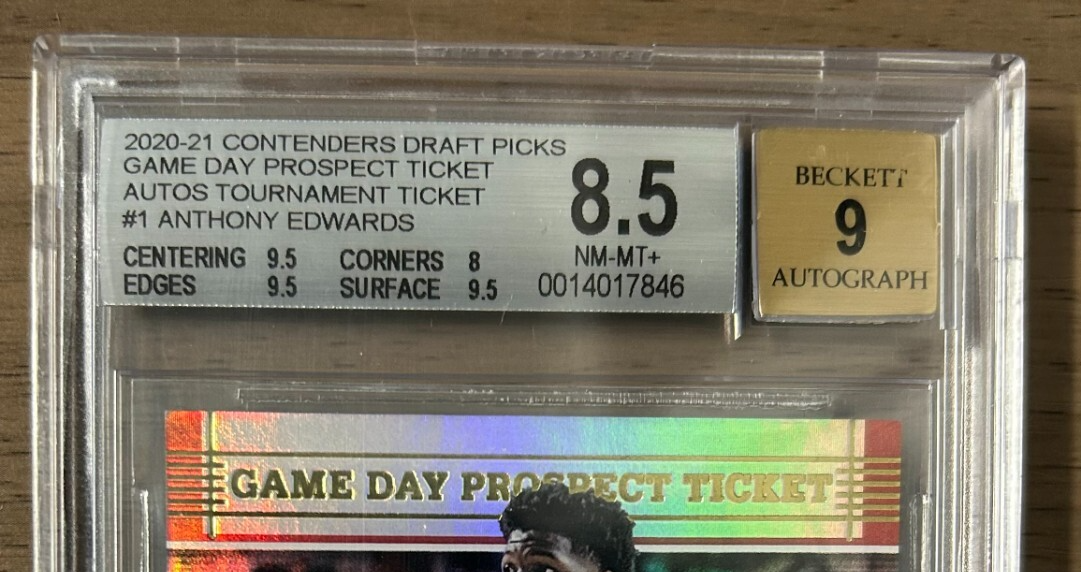 2020-21 CONTENDERS DRAFT PICKS
GAME DAY PROSPECT TICKET
AUTOS TOURNAMENT TICKET
#1 ANTHONY EDWARDS
CENTERING 9.5 CORNERS 8
EDGES 9.5 SURFACE 9.5
8.5
NM-MT+
0014017846
BECKETT
9
AUTOGRAPH
GAME DAY PROSPECT TICKET